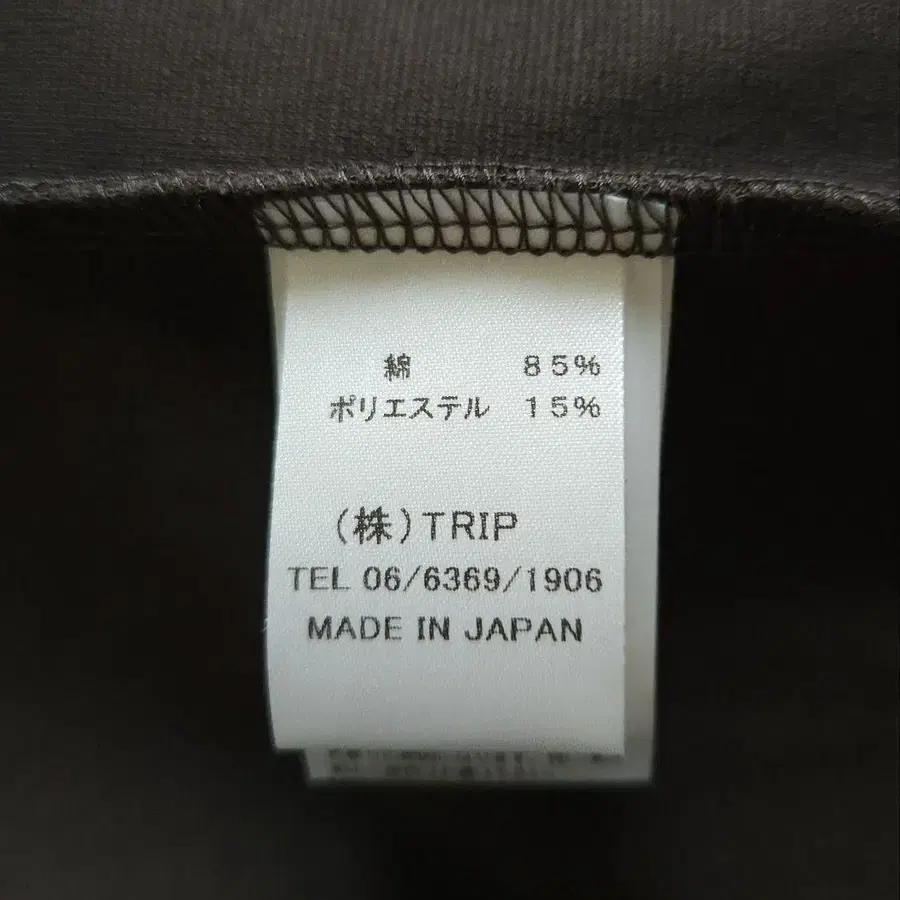 綿 85%
ポリエステル 15%
(株)TRIP
TEL 06/6369/1906
MADE IN JAPAN